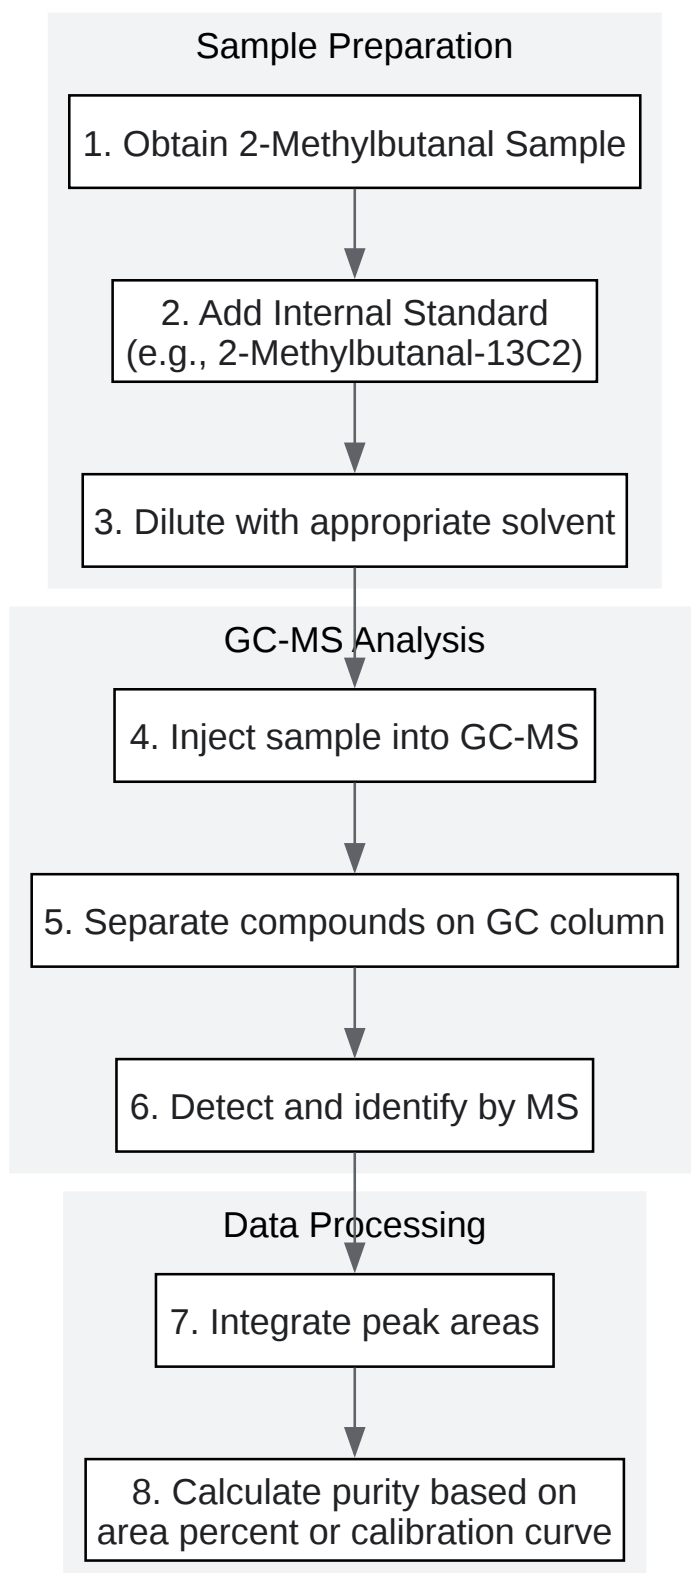 Sample Preparation
1. Obtain 2-Methylbutanal Sample
2. Add Internal Standard
(e.g., 2-Methylbutanal-13C2)
3. Dilute with appropriate solvent
GC-MS Analysis
4. Inject sample into GC-MS
5. Separate compounds on GC column
6. Detect and identify by MS
Data Processing
7. Integrate peak areas
8. Calculate purity based on
area percent or calibration curve